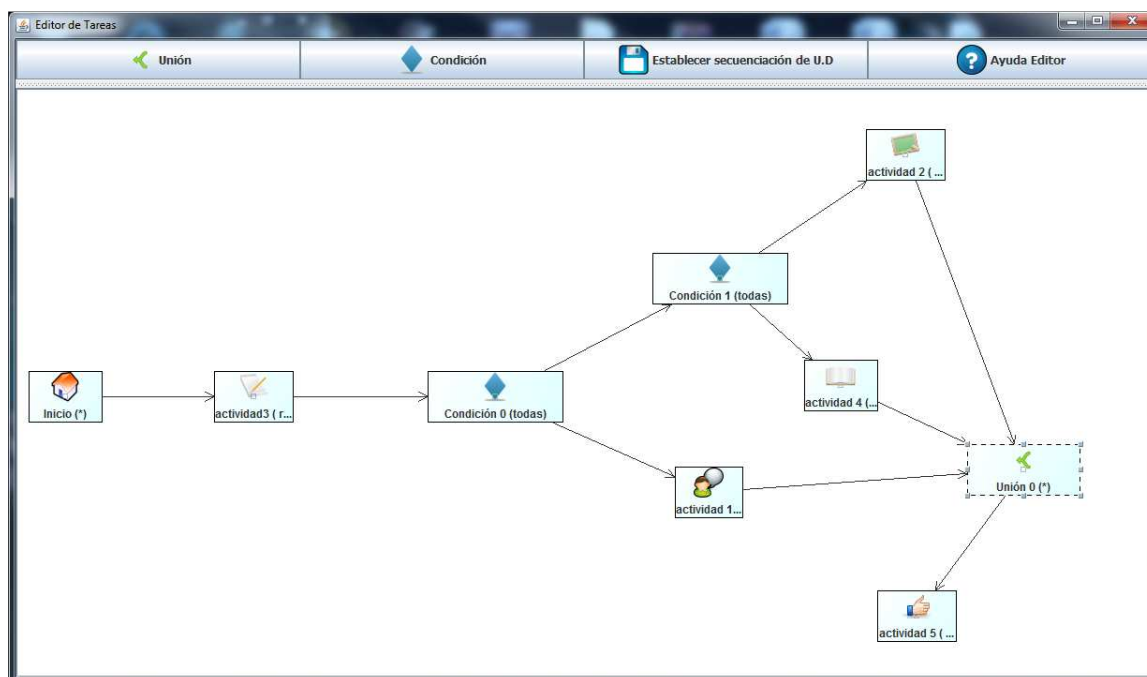 Editor de Tareas
Unión
Condición
Establecer secuenciación de U.D
Ayuda Editor
actividad 2 ( ...
Condición 1 (todas)
Inicio (*)
actividad3 ( r...
Condición 0 (todas)
actividad 4 (...
actividad 1...
Unión 0 (*)
actividad 5 ( ...